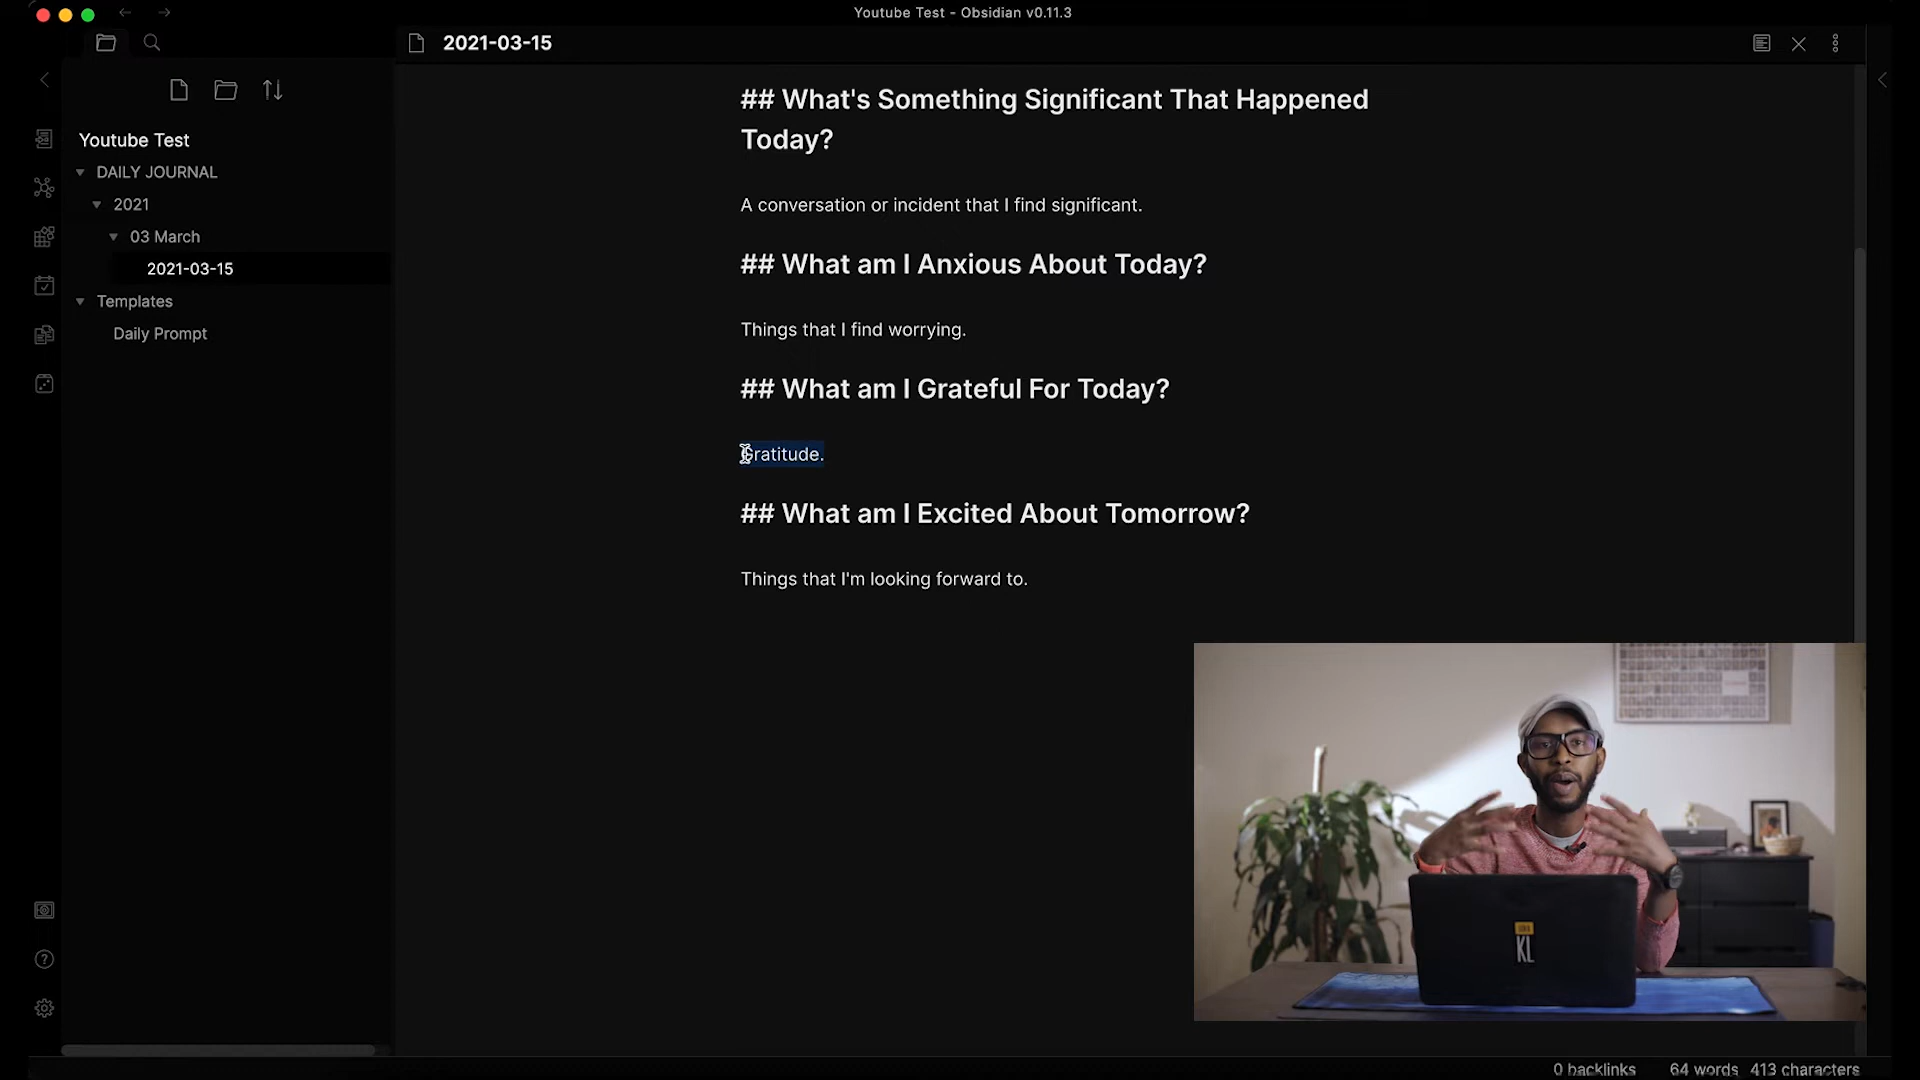 Youtube Test - Obsidian v0.11.3
2021-03-15
Youtube Test
DAILY JOURNAL
2021
03 March
2021-03-15
Templates
Daily Prompt
## What's Something Significant That Happened
Today?
A conversation or incident that I find significant.
## What am I Anxious About Today?
Things that I find worrying.
## What am I Grateful For Today?
Gratitude.
## What am I Excited About Tomorrow?
Things that I'm looking forward to.
KL
0 backlinks 64 words 413 characters